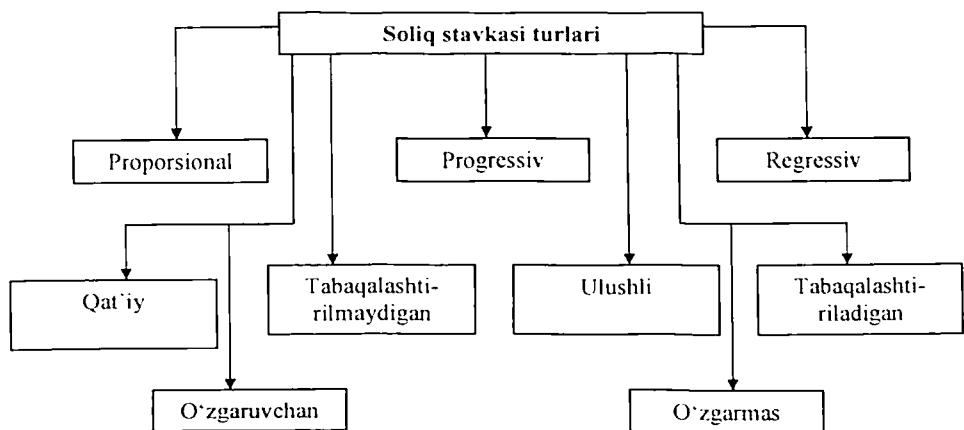 Soliq stavkasi turlari
Proporsional
Progressiv
Regressiv
Qat`iy
Tabaqalashti-
rilmaydigan
Ulushli
Tabaqalashti-
riladigan
O‘zgaruvchan
O‘zgarmas